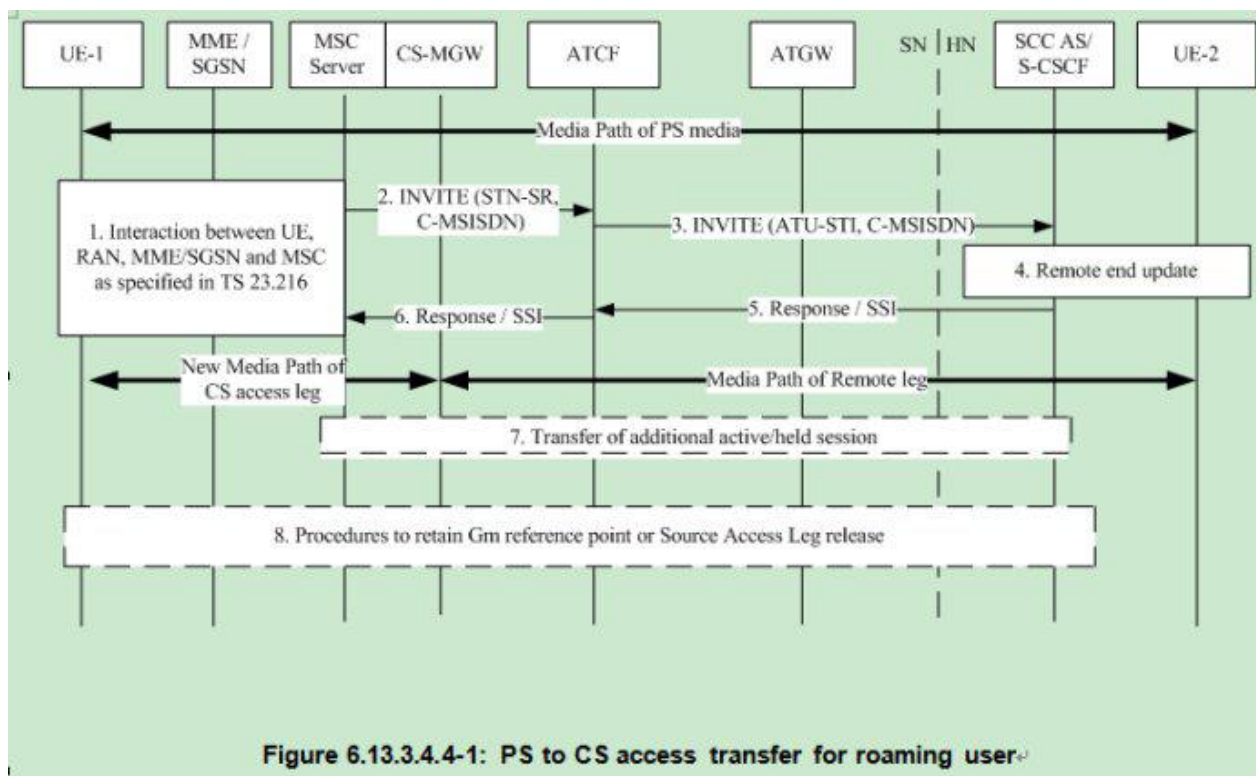 UE-1
MME /
SGSN
MSC
Server
CS-MGW
ATCF
ATGW
SN | HN
SCC AS/
S-CSCF
UE-2
Media Path of PS media
1. Interaction between UE,
RAN, MME/SGSN and MSC
as specified in TS 23.216
2. INVITE (STN-SR,
C-MSISDN)
3. INVITE (ATU-STI, C-MSISDN)
4. Remote end update
5. Response / SSI
6. Response / SSI
New Media Path of
CS access leg
Media Path of Remote leg
7. Transfer of additional active/held session
8. Procedures to retain Gm reference point or Source Access Leg release
Figure 6.13.3.4.4-1: PS to CS access transfer for roaming user